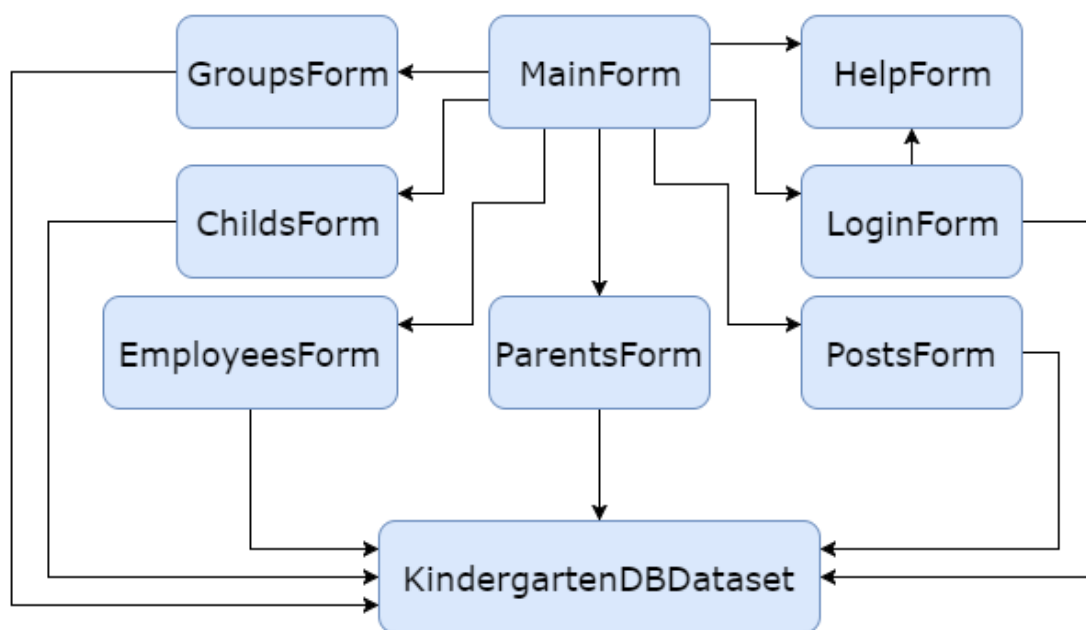 GroupsForm
MainForm
HelpForm
ChildsForm
LoginForm
EmployeesForm
ParentsForm
PostsForm
KindergartenDBDataset